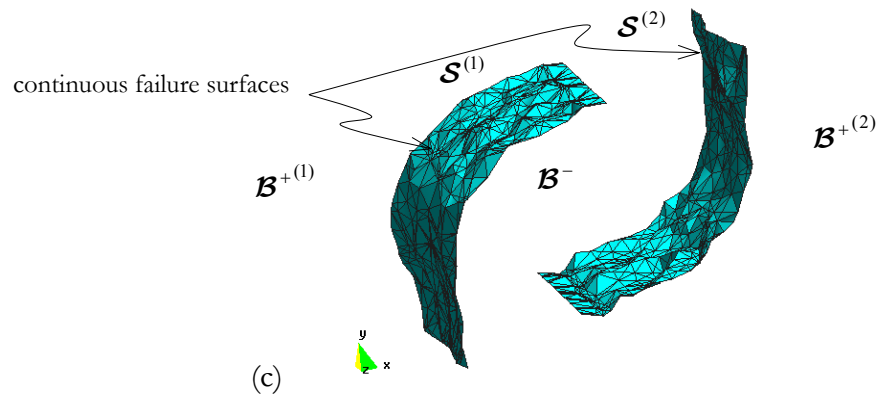 𝓢⁽²⁾
𝓢⁽¹⁾
continuous failure surfaces
𝓑⁺⁽²⁾
𝓑⁺⁽¹⁾
𝓑⁻
y
x
z
(c)